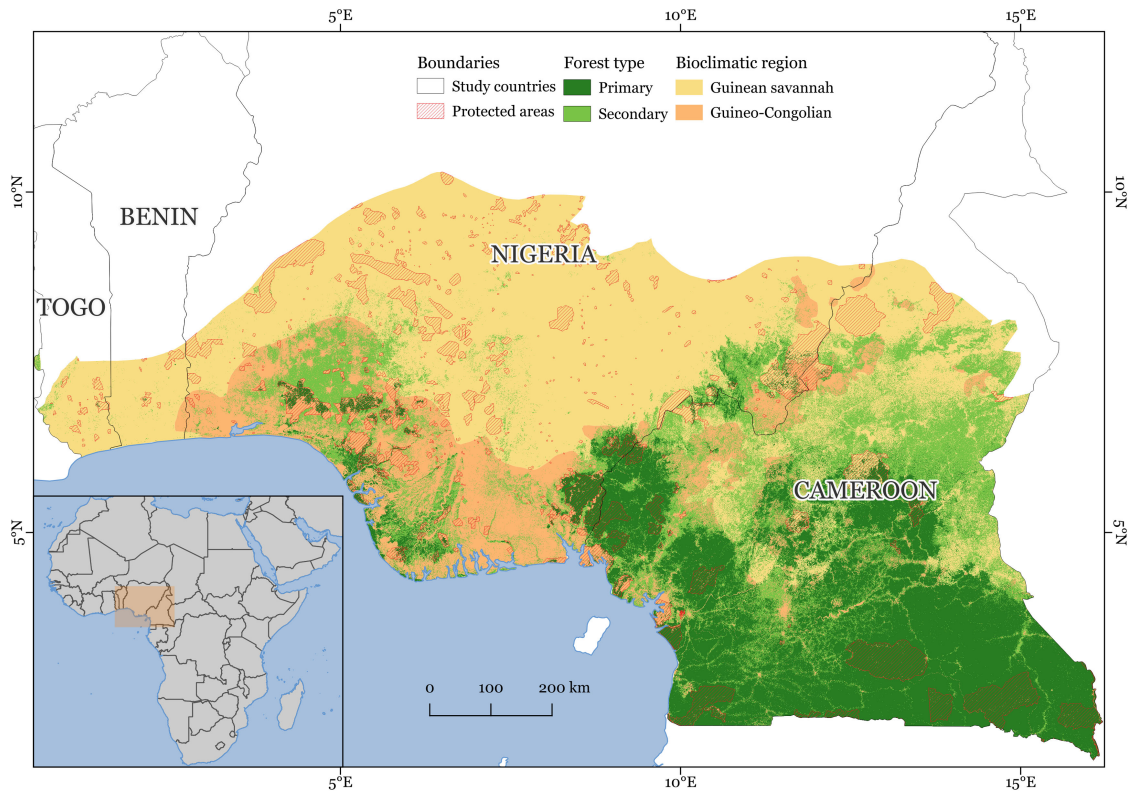 5°E 10°E 15°E
Boundaries Forest type Bioclimatic region
Study countries Primary Guinean savannah
Protected areas Secondary Guineo-Congolian
10°N 10°N
BENIN
NIGERIA
TOGO
CAMEROON
5°N 5°N
0 100 200 km
5°E 10°E 15°E